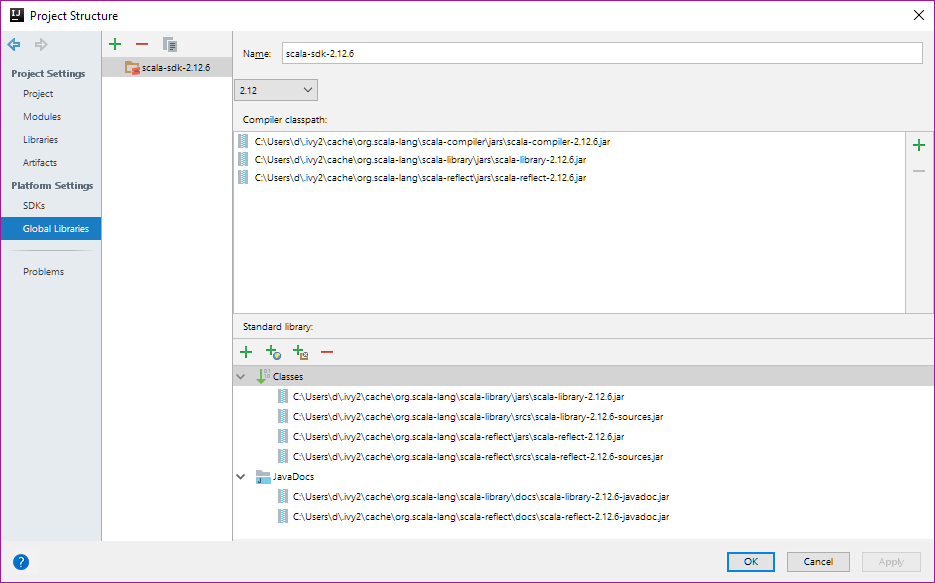 Project Structure
Project Settings
Project
Modules
Libraries
Artifacts
Platform Settings
SDKs
Global Libraries
Problems
scala-sdk-2.12.6
Name: scala-sdk-2.12.6
2.12
Compiler classpath:
C:\Users\d\.ivy2\cache\org.scala-lang\scala-compiler\jars\scala-compiler-2.12.6.jar
C:\Users\d\.ivy2\cache\org.scala-lang\scala-library\jars\scala-library-2.12.6.jar
C:\Users\d\.ivy2\cache\org.scala-lang\scala-reflect\jars\scala-reflect-2.12.6.jar
Standard library:
Classes
C:\Users\d\.ivy2\cache\org.scala-lang\scala-library\jars\scala-library-2.12.6.jar
C:\Users\d\.ivy2\cache\org.scala-lang\scala-library\srcs\scala-library-2.12.6-sources.jar
C:\Users\d\.ivy2\cache\org.scala-lang\scala-reflect\jars\scala-reflect-2.12.6.jar
C:\Users\d\.ivy2\cache\org.scala-lang\scala-reflect\srcs\scala-reflect-2.12.6-sources.jar
JavaDocs
C:\Users\d\.ivy2\cache\org.scala-lang\scala-library\docs\scala-library-2.12.6-javadoc.jar
C:\Users\d\.ivy2\cache\org.scala-lang\scala-reflect\docs\scala-reflect-2.12.6-javadoc.jar
? OK Cancel Apply